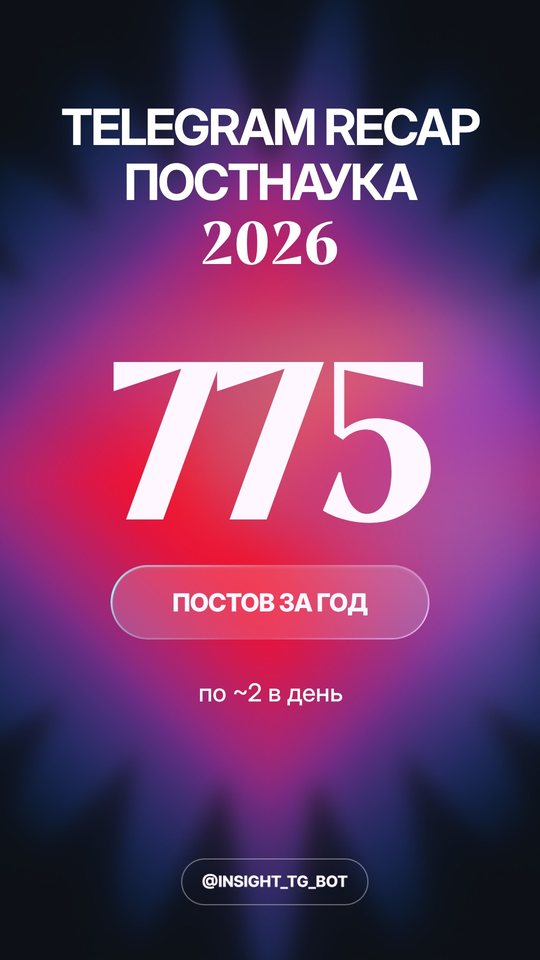 TELEGRAM RECAP
ПОСТНАУКА
2026
775
ПОСТОВ ЗА ГОД
по ~2 в день
@INSIGHT_TG_BOT